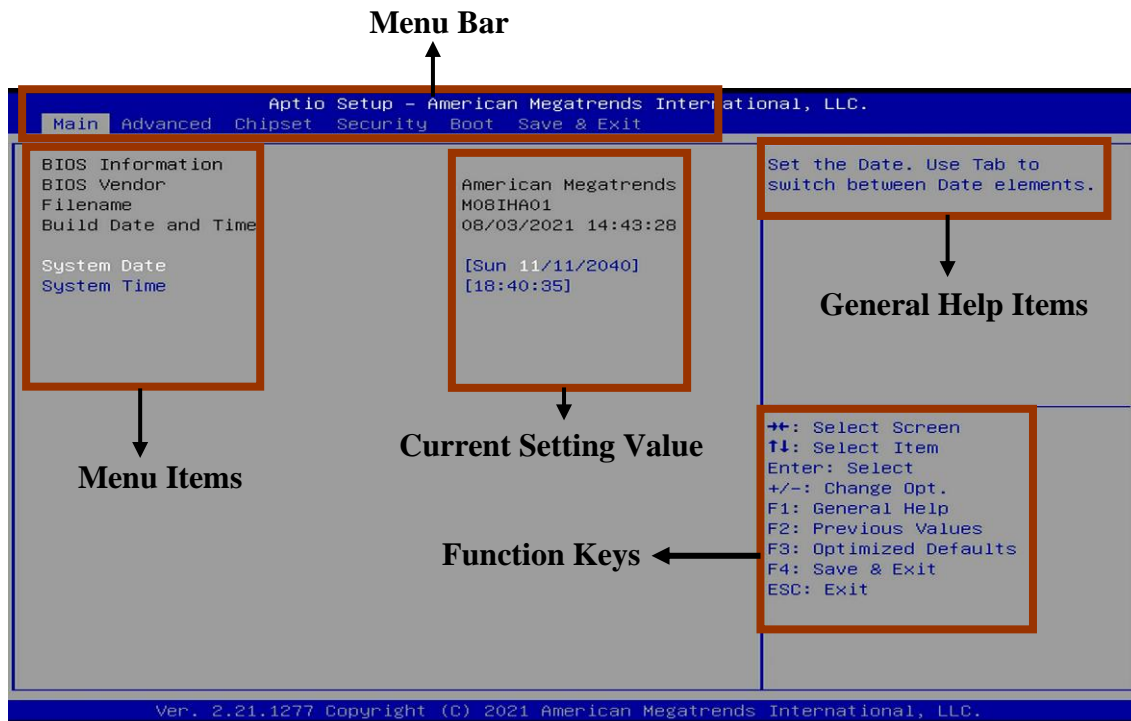 Menu Bar
Aptio Setup – American Megatrends International, LLC.
Main Advanced Chipset Security Boot Save & Exit
BIOS Information
BIOS Vendor American Megatrends
Filename M08IHA01
Build Date and Time 08/03/2021 14:43:28
System Date [Sun 11/11/2040]
System Time [18:40:35]
Set the Date. Use Tab to
switch between Date elements.
General Help Items
Menu Items
Current Setting Value
Function Keys
→←: Select Screen
↑↓: Select Item
Enter: Select
+/-: Change Opt.
F1: General Help
F2: Previous Values
F3: Optimized Defaults
F4: Save & Exit
ESC: Exit
Ver. 2.21.1277 Copyright (C) 2021 American Megatrends International, LLC.